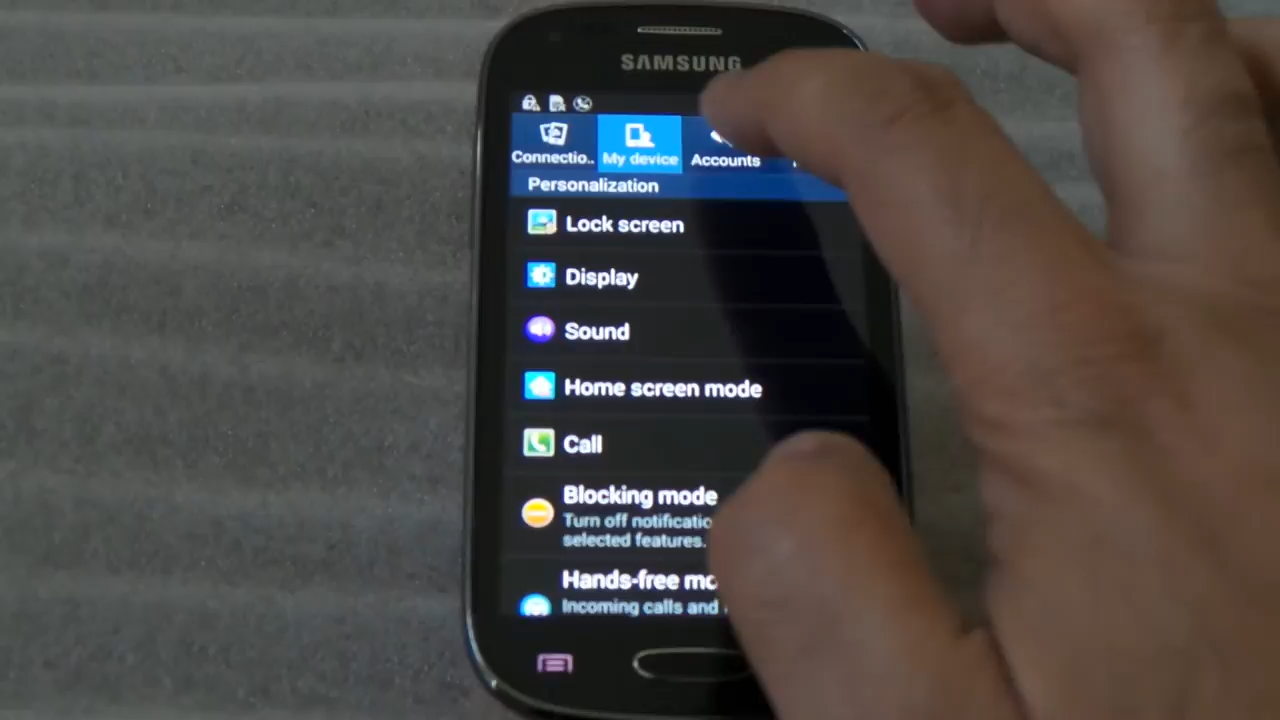 SAMSUNG
Connectio..
My device
Accounts
Personalization
Lock screen
Display
Sound
Home screen mode
Call
Blocking mode
Turn off notificatio
selected features.
Hands-free mo
Incoming calls and